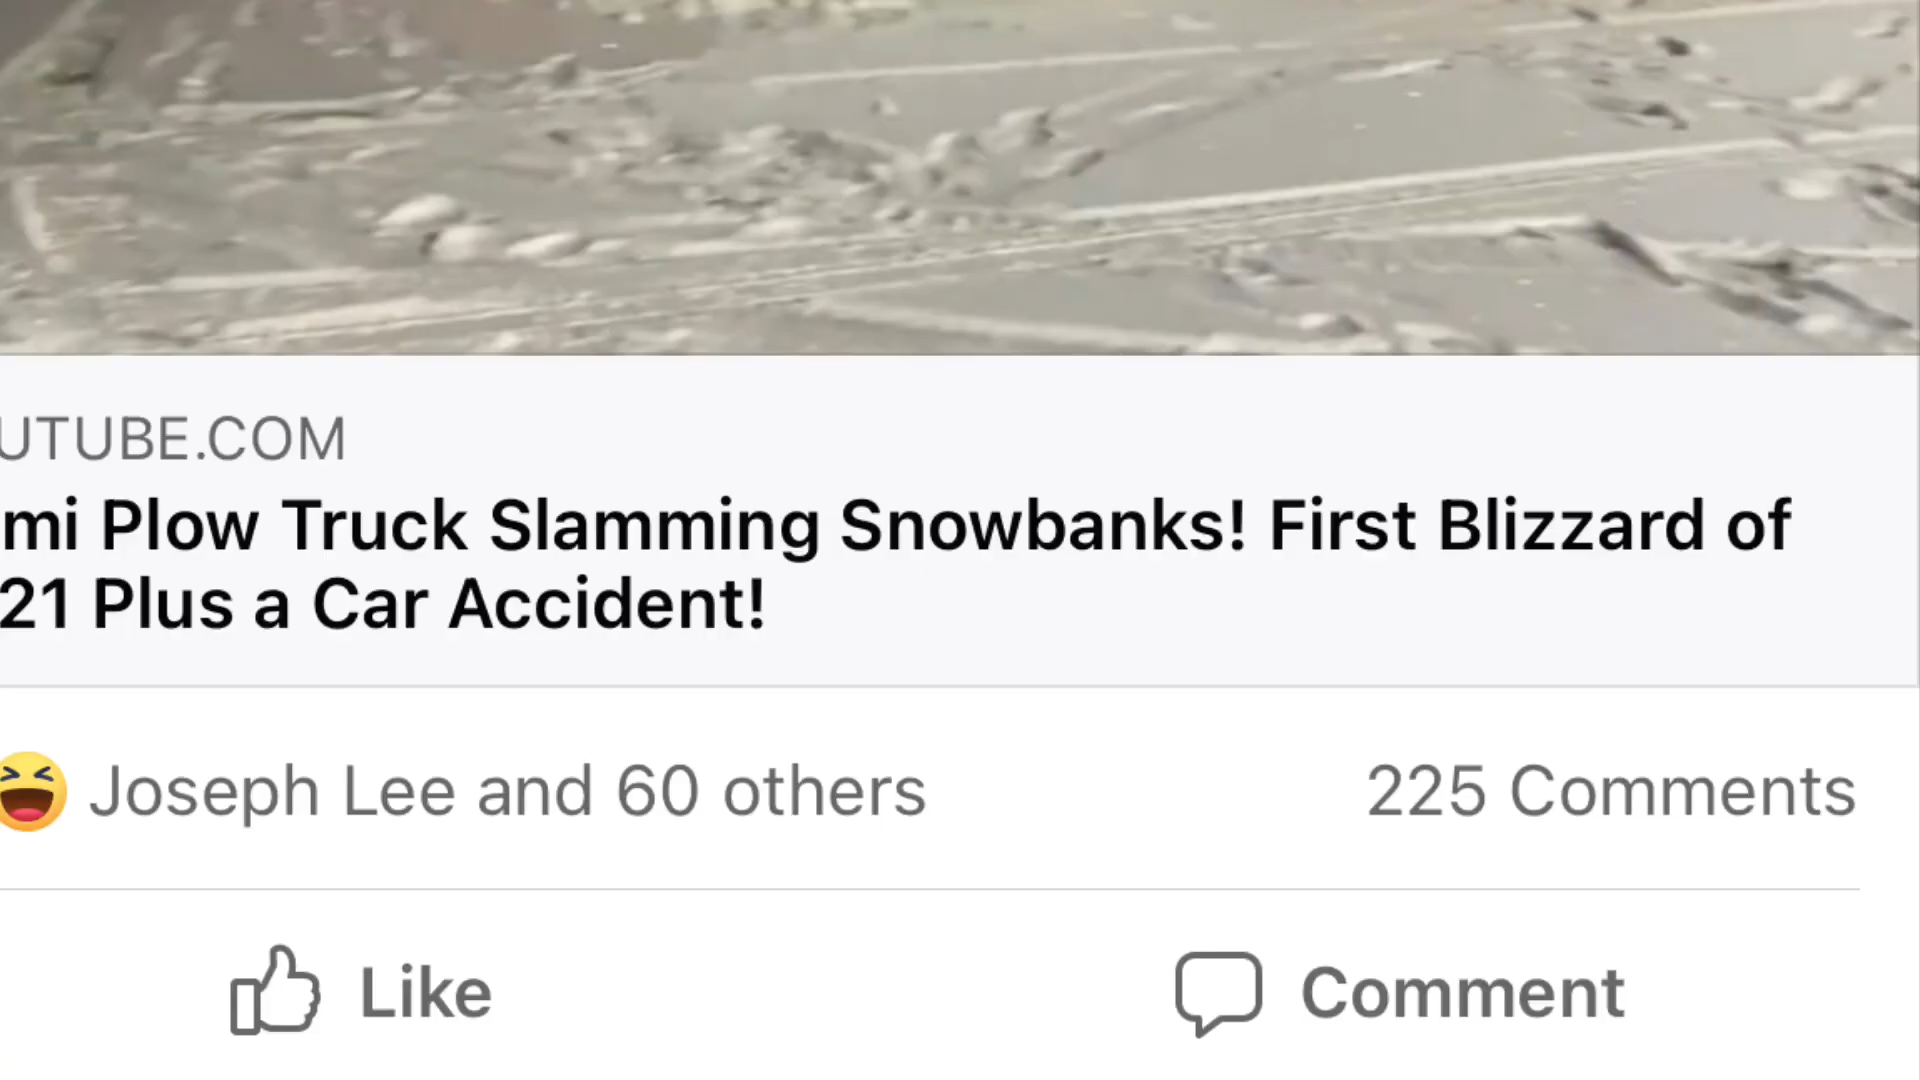 UTUBE.COM
mi Plow Truck Slamming Snowbanks! First Blizzard of
21 Plus a Car Accident!
Joseph Lee and 60 others
225 Comments
Like
Comment